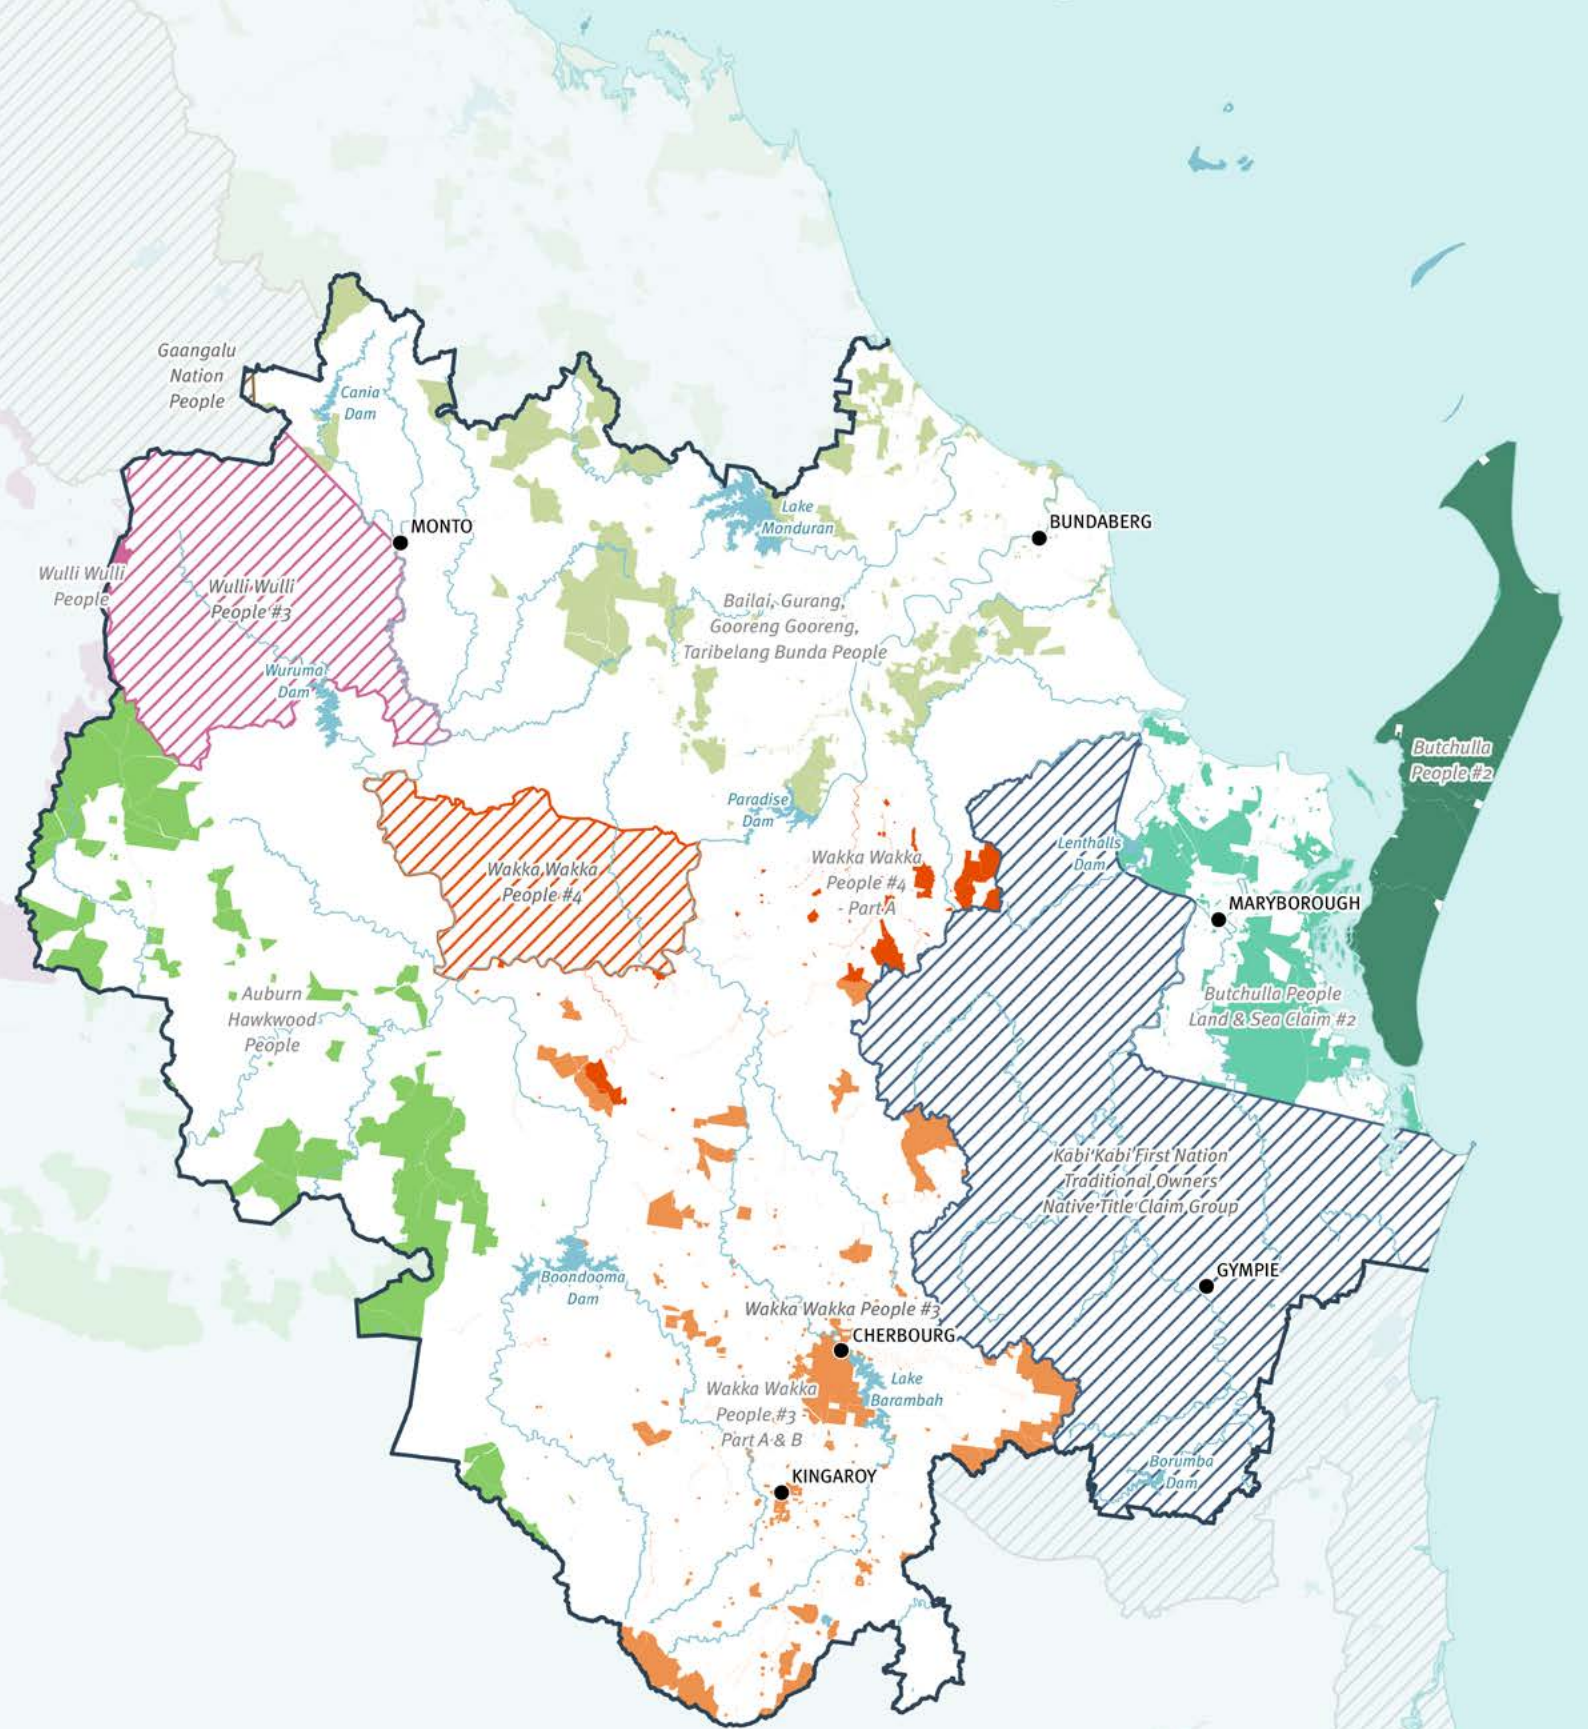 Gaangalu
Nation
People
Cania
Dam
MONTO
Lake
Monduran
BUNDABERG
Wulli Wulli
People
Wulli Wulli
People #3
Bailai, Gurang,
Gooreng Gooreng,
Taribelang Bunda People
Wuruma
Dam
Butchulla
People #2
Paradise
Dam
Wakka Wakka
People #4
Wakka Wakka
People #4
- Part A
Lenthalls
Dam
MARYBOROUGH
Auburn
Hawkwood
People
Butchulla People
Land & Sea Claim #2
Kabi Kabi First Nation
Traditional Owners
Native Title Claim Group
Boondooma
Dam
GYMPIE
Wakka Wakka People #3
CHERBOURG
Lake
Barambah
Wakka Wakka
People #3 -
Part A & B
Borumba
Dam
KINGAROY